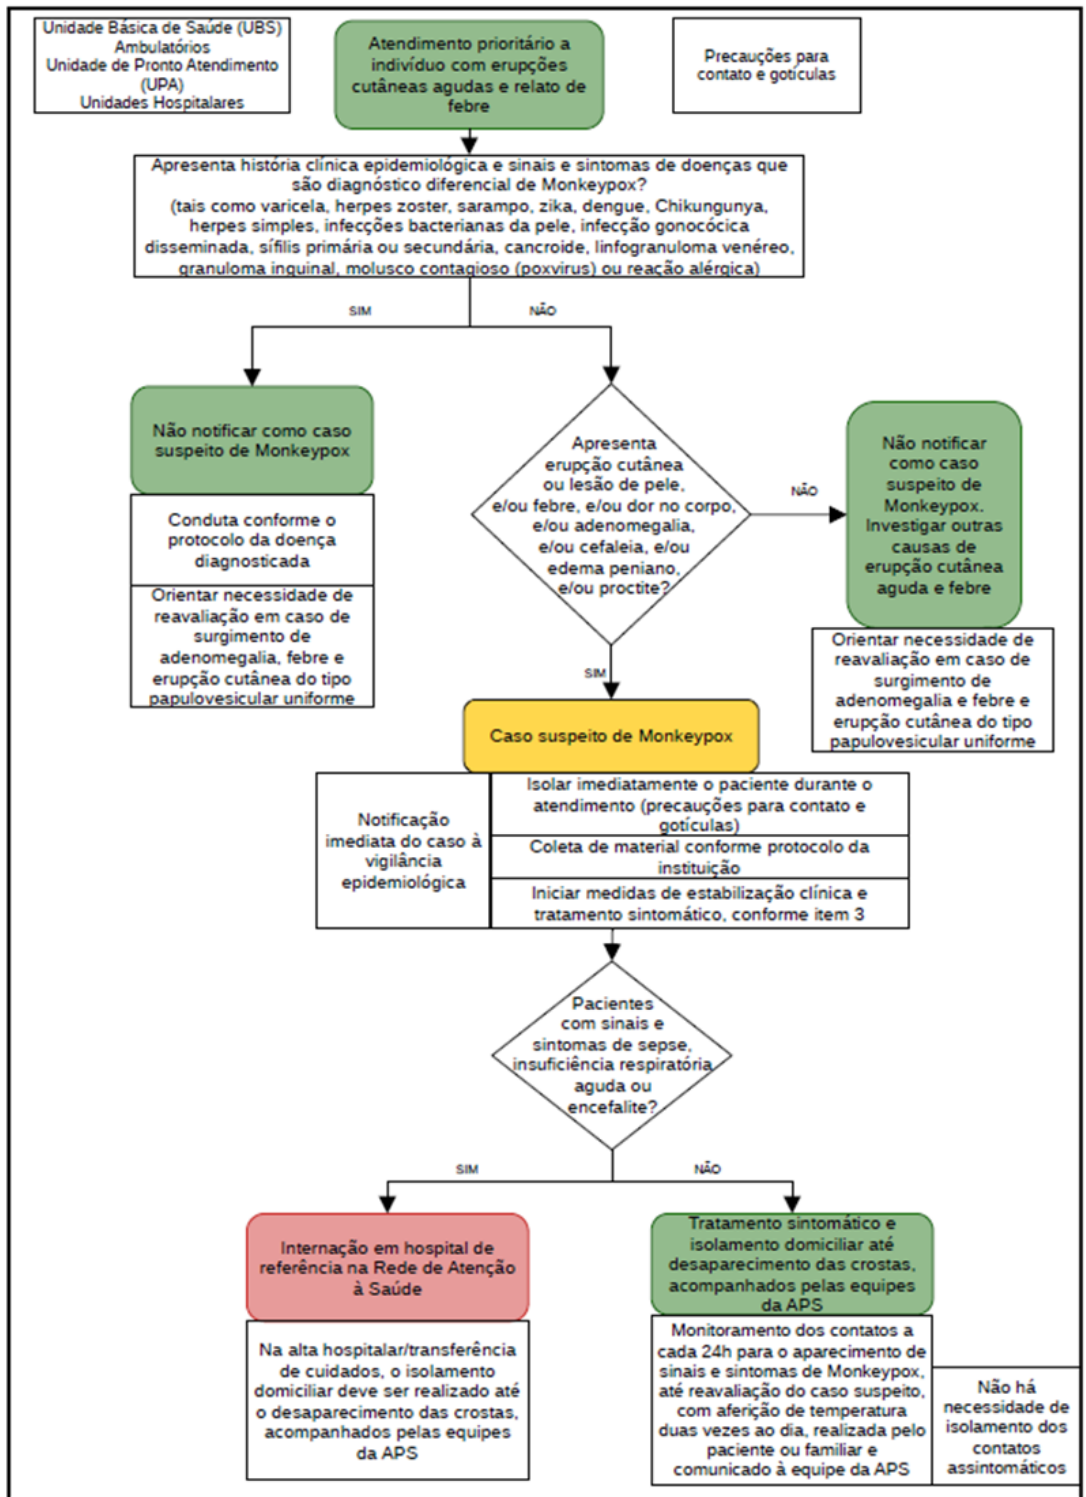 Unidade Básica de Saúde (UBS)
Ambulatórios
Unidade de Pronto Atendimento
(UPA)
Unidades Hospitalares
Atendimento prioritário a
indivíduo com erupções
cutâneas agudas e relato de
febre
Precauções para
contato e gotículas
Apresenta história clínica epidemiológica e sinais e sintomas de doenças que
são diagnóstico diferencial de Monkeypox?
(tais como varicela, herpes zoster, sarampo, zika, dengue, Chikungunya,
herpes simples, infecções bacterianas da pele, infecção gonocócica
disseminada, sífilis primária ou secundária, cancroide, linfogranuloma venéreo,
granuloma inguinal, molusco contagioso (poxvirus) ou reação alérgica)
SIM
NÃO
Não notificar como caso
suspeito de Monkeypox
Conduta conforme o
protocolo da doença
diagnosticada
Orientar necessidade de
reavaliação em caso de
surgimento de
adenomegalia, febre e
erupção cutânea do tipo
papulovesicular uniforme
Apresenta
erupção cutânea
ou lesão de pele,
e/ou febre, e/ou dor no corpo,
e/ou adenomegalia,
e/ou cefaleia, e/ou
edema peniano,
e/ou proctite?
NÃO
Não notificar
como caso
suspeito de
Monkeypox.
Investigar outras
causas de
erupção cutânea
aguda e febre
Orientar necessidade de
reavaliação em caso de
surgimento de
adenomegalia e febre e
erupção cutânea do tipo
papulovesicular uniforme
SIM
Caso suspeito de Monkeypox
Notificação
imediata do caso à
vigilância
epidemiológica
Isolar imediatamente o paciente durante o
atendimento (precauções para contato e
gotículas)
Coleta de material conforme protocolo da
instituição
Iniciar medidas de estabilização clínica e
tratamento sintomático, conforme item 3
Pacientes
com sinais e
sintomas de sepse,
insuficiência respiratória
aguda ou
encefalite?
SIM
NÃO
Internação em hospital de
referência na Rede de Atenção
à Saúde
Na alta hospitalar/transferência
de cuidados, o isolamento
domiciliar deve ser realizado até
o desaparecimento das crostas,
acompanhados pelas equipes
da APS
Tratamento sintomático e
isolamento domiciliar até
desaparecimento das crostas,
acompanhados pelas equipes
da APS
Monitoramento dos contatos a
cada 24h para o aparecimento de
sinais e sintomas de Monkeypox,
até reavaliação do caso suspeito,
com aferição de temperatura
duas vezes ao dia, realizada pelo
paciente ou familiar e
comunicado à equipe da APS
Não há
necessidade de
isolamento dos
contatos
assintomáticos